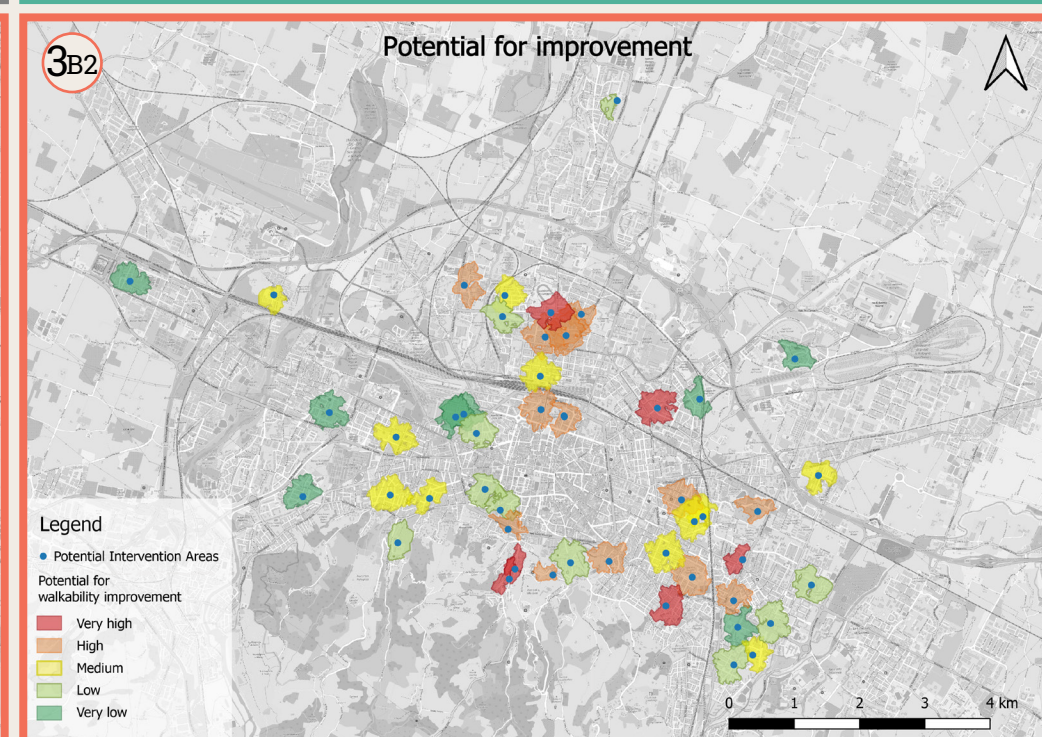 3B2
Potential for improvement
Legend
Potential Intervention Areas
Potential for
walkability improvement
Very high
High
Medium
Low
Very low
0 1 2 3 4 km